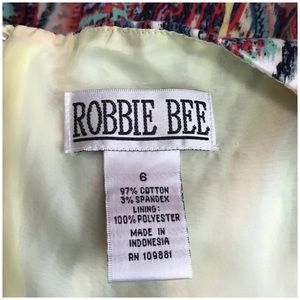 ROBBIE BEE
6
97% COTTON
3% SPANDEX
LINING:
100% POLYESTER
MADE IN
INDONESIA
RN 109881